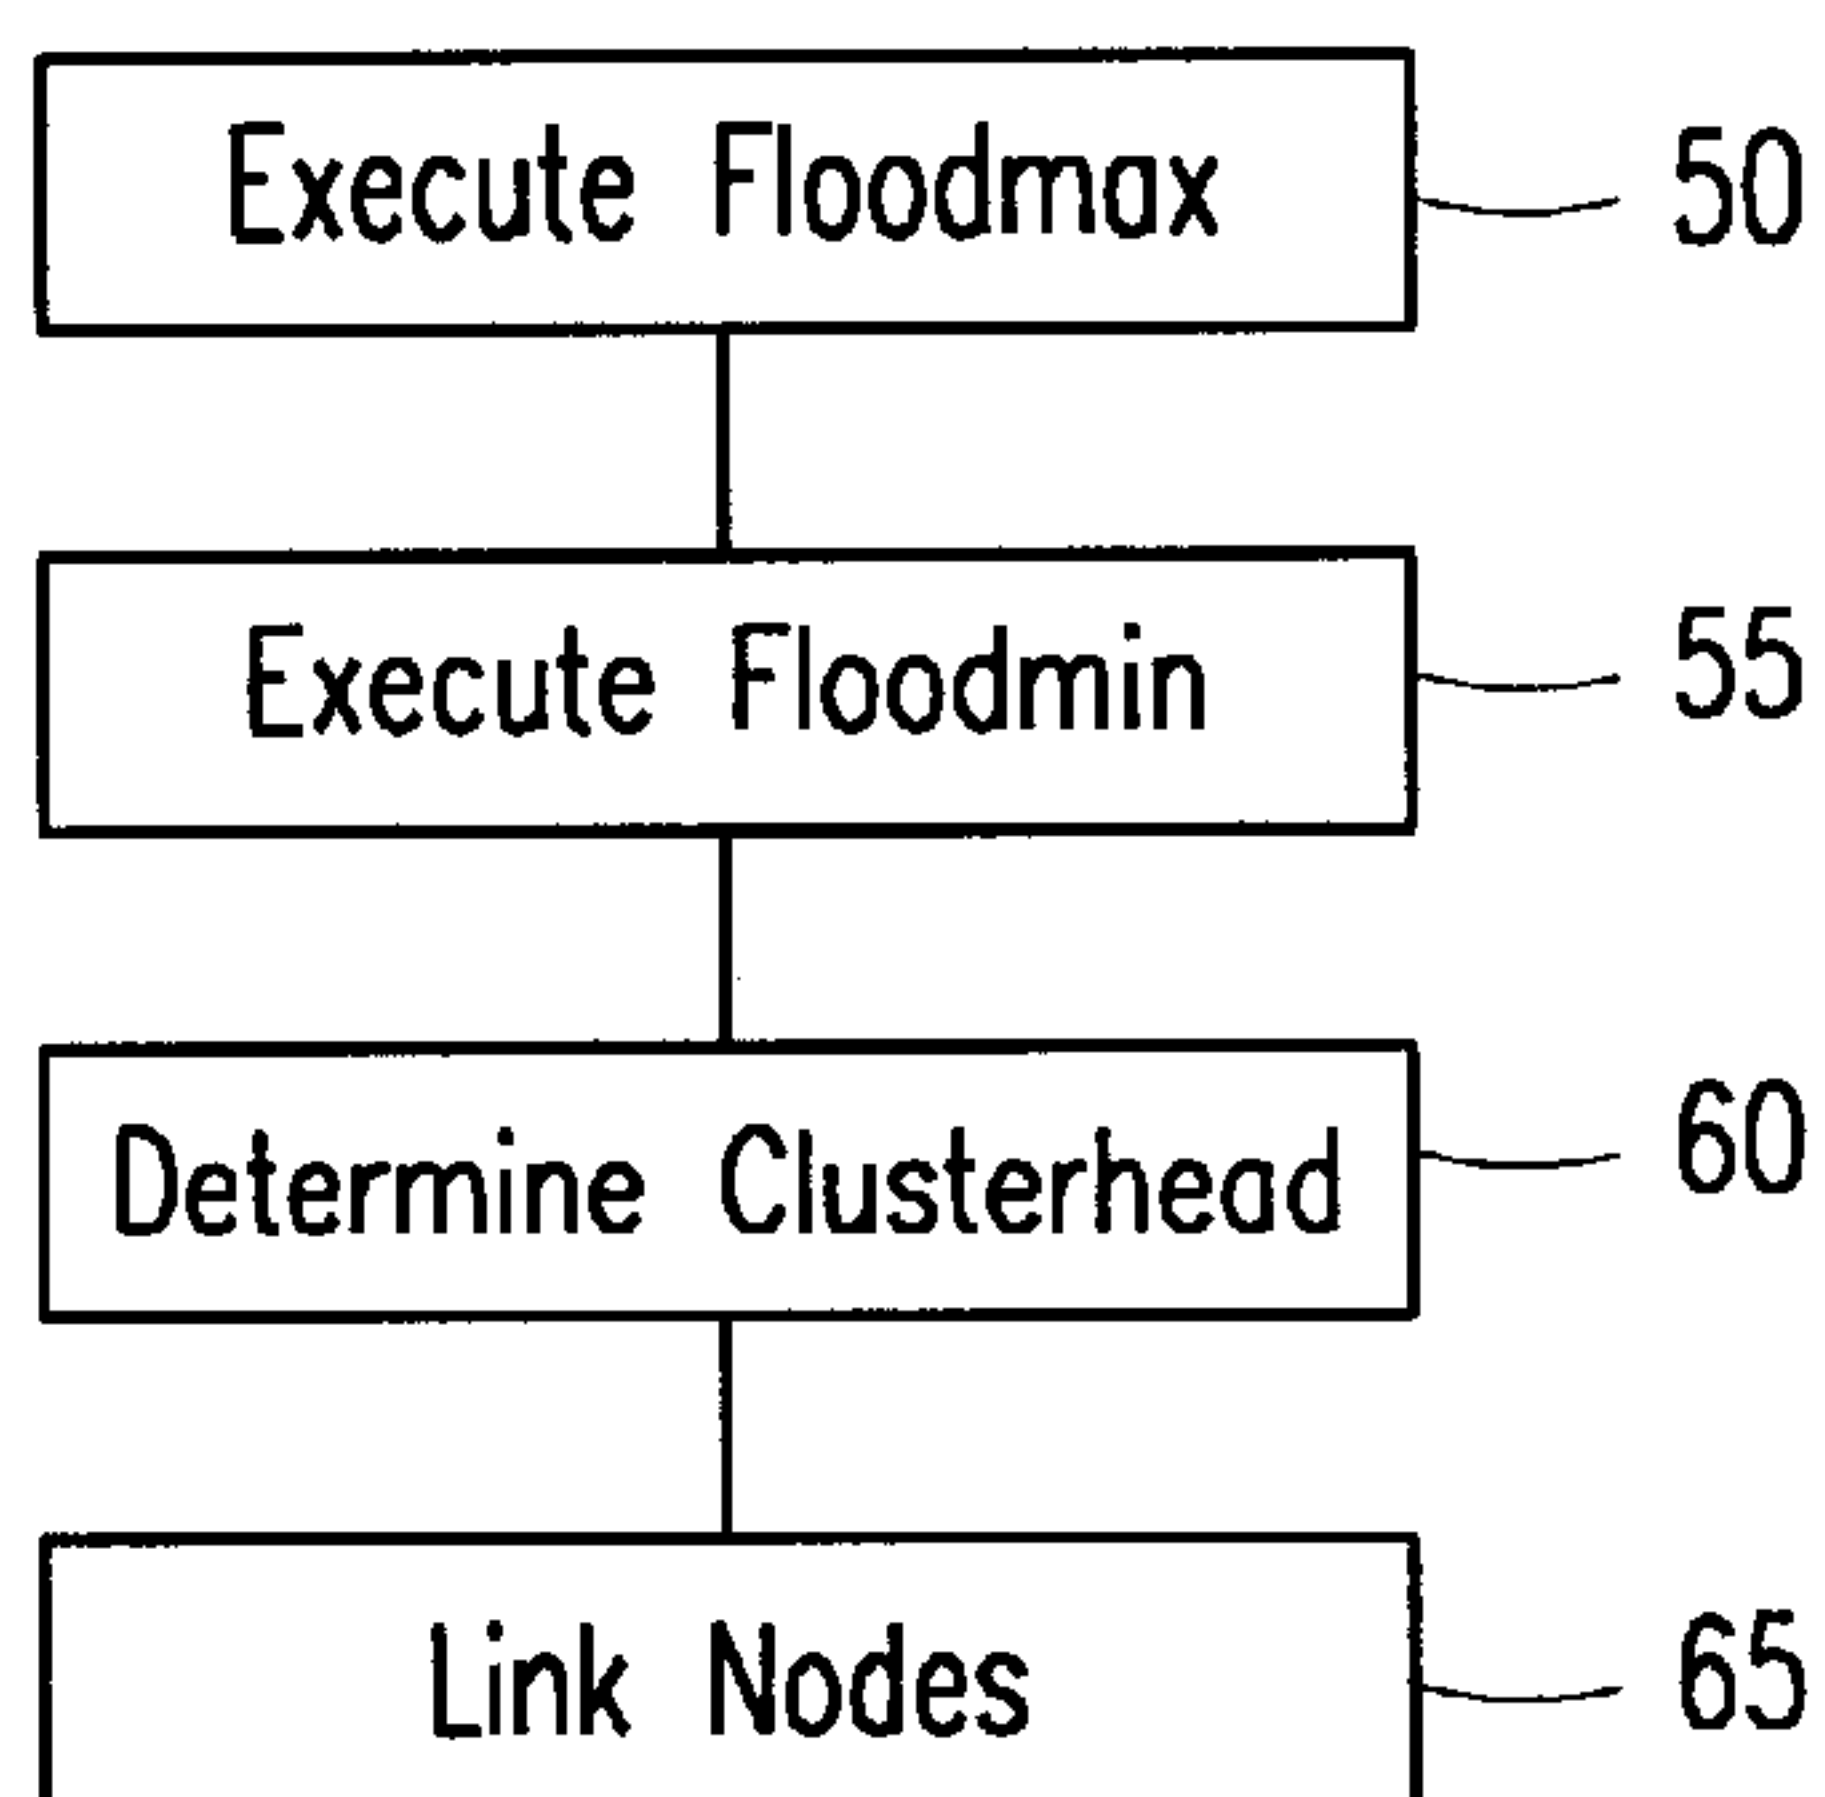 Execute Floodmax 50
Execute Floodmin 55
Determine Clusterhead 60
Link Nodes 65